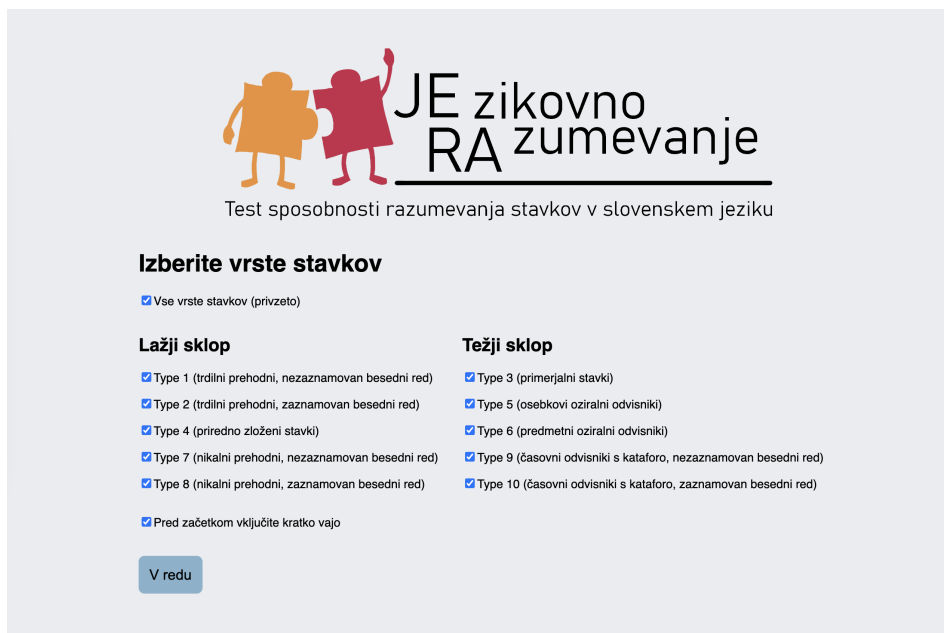 JEzikovno
RAzumevanje
Test sposobnosti razumevanja stavkov v slovenskem jeziku
Izberite vrste stavkov
Vse vrste stavkov (privzeto)
Lažji sklop
Type 1 (trdilni prehodni, nezaznamovan besedni red)
Type 2 (trdilni prehodni, zaznamovan besedni red)
Type 4 (priredno zloženi stavki)
Type 7 (nikalni prehodni, nezaznamovan besedni red)
Type 8 (nikalni prehodni, zaznamovan besedni red)
Težji sklop
Type 3 (primerjalni stavki)
Type 5 (osebkovi oziralni odvisniki)
Type 6 (predmetni oziralni odvisniki)
Type 9 (časovni odvisniki s kataforo, nezaznamovan besedni red)
Type 10 (časovni odvisniki s kataforo, zaznamovan besedni red)
Pred začetkom vključite kratko vajo
V redu